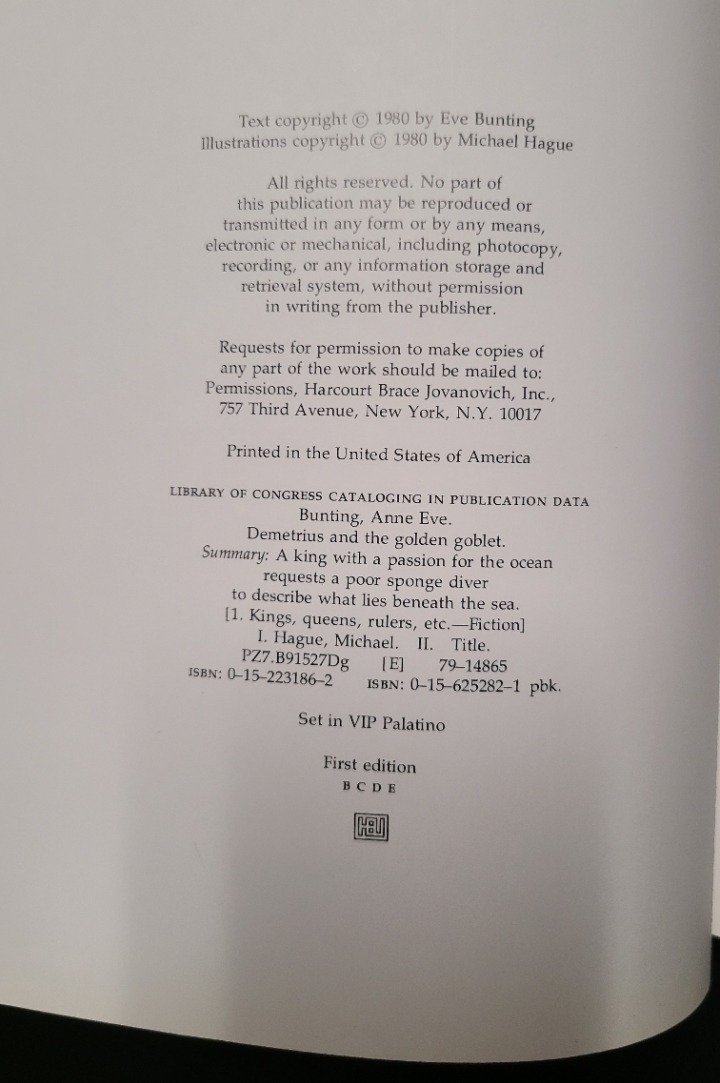 Text copyright © 1980 by Eve Bunting
Illustrations copyright © 1980 by Michael Hague
All rights reserved. No part of
this publication may be reproduced or
transmitted in any form or by any means,
electronic or mechanical, including photocopy,
recording, or any information storage and
retrieval system, without permission
in writing from the publisher.
Requests for permission to make copies of
any part of the work should be mailed to:
Permissions, Harcourt Brace Jovanovich, Inc.,
757 Third Avenue, New York, N.Y. 10017
Printed in the United States of America
LIBRARY OF CONGRESS CATALOGING IN PUBLICATION DATA
Bunting, Anne Eve.
Demetrius and the golden goblet.
Summary: A king with a passion for the ocean
requests a poor sponge diver
to describe what lies beneath the sea.
[1. Kings, queens, rulers, etc.—Fiction]
I. Hague, Michael. II. Title.
PZ7.B91527Dg [E] 79–14865
ISBN: 0–15–223186–2 ISBN: 0–15–625282–1 pbk.
Set in VIP Palatino
First edition
B C D E
HBJ